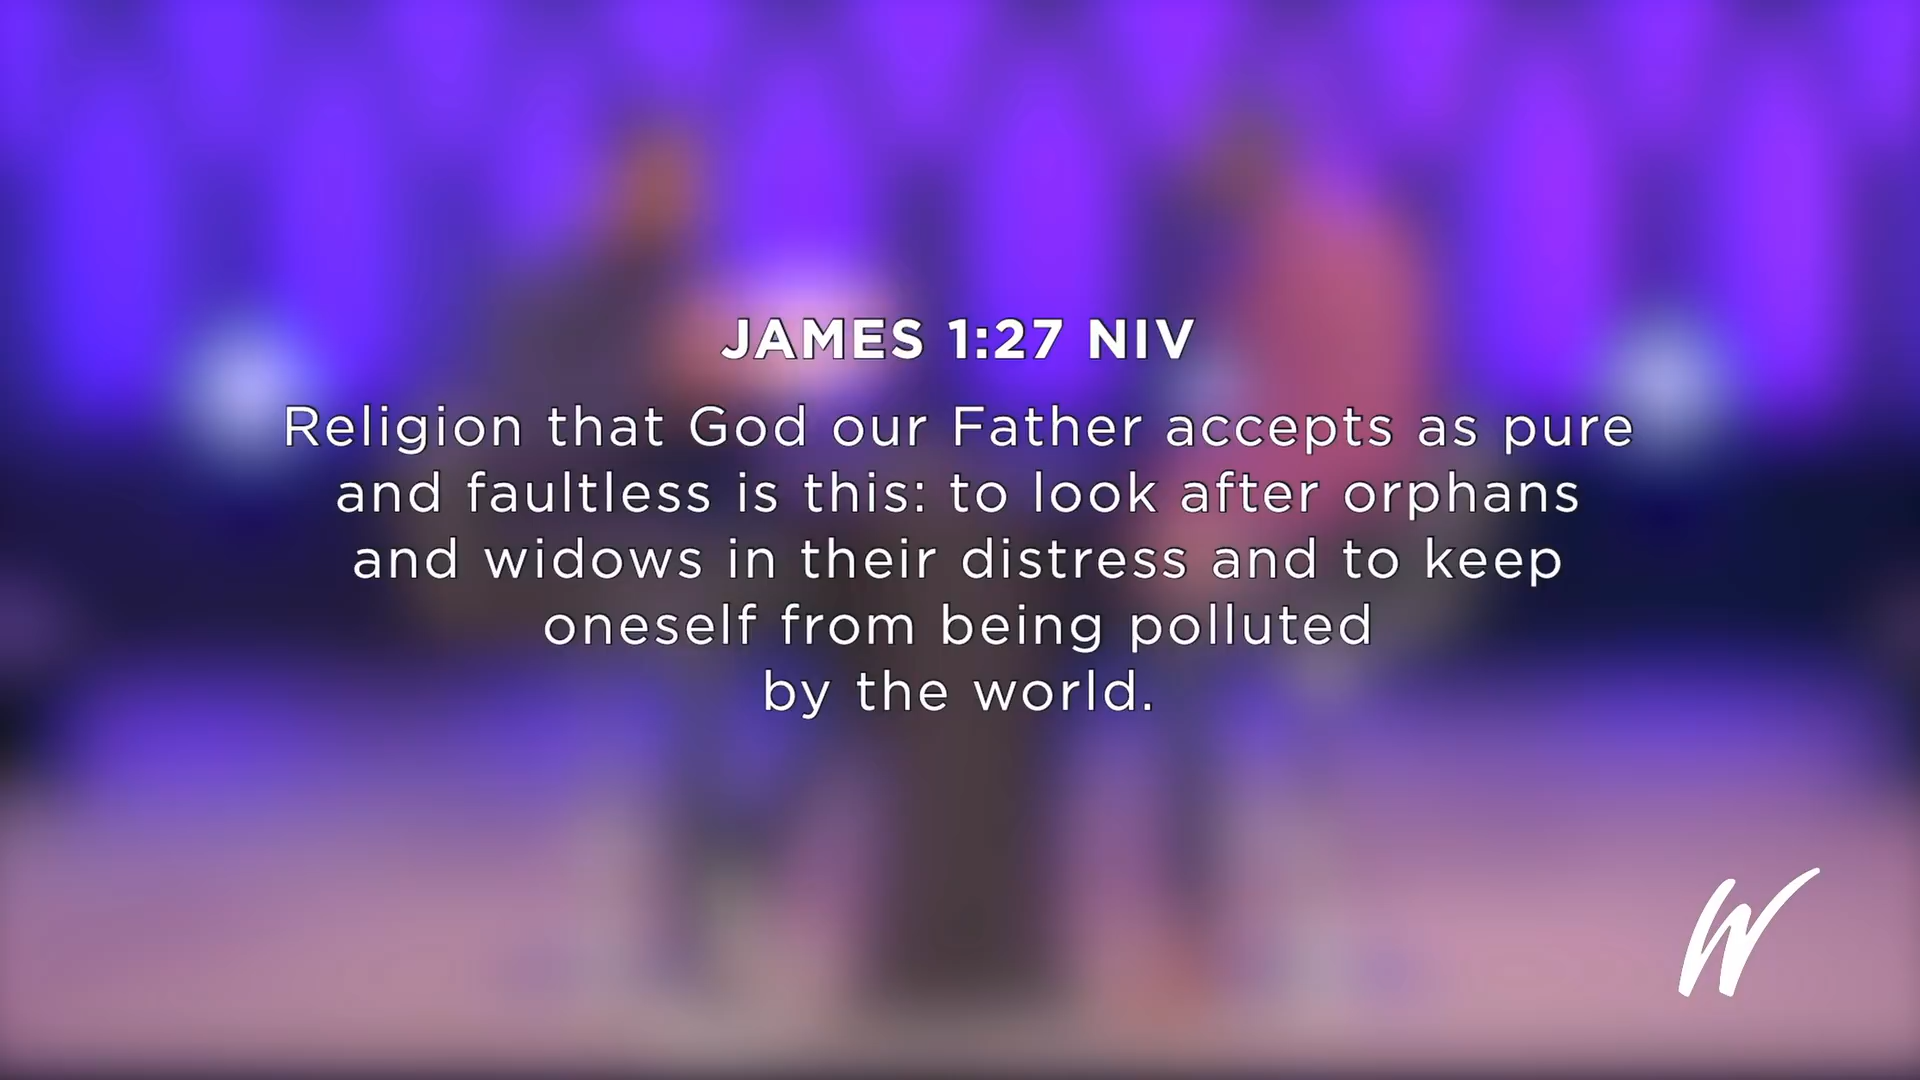 JAMES 1:27 NIV
Religion that God our Father accepts as pure
and faultless is this: to look after orphans
and widows in their distress and to keep
oneself from being polluted
by the world.
W